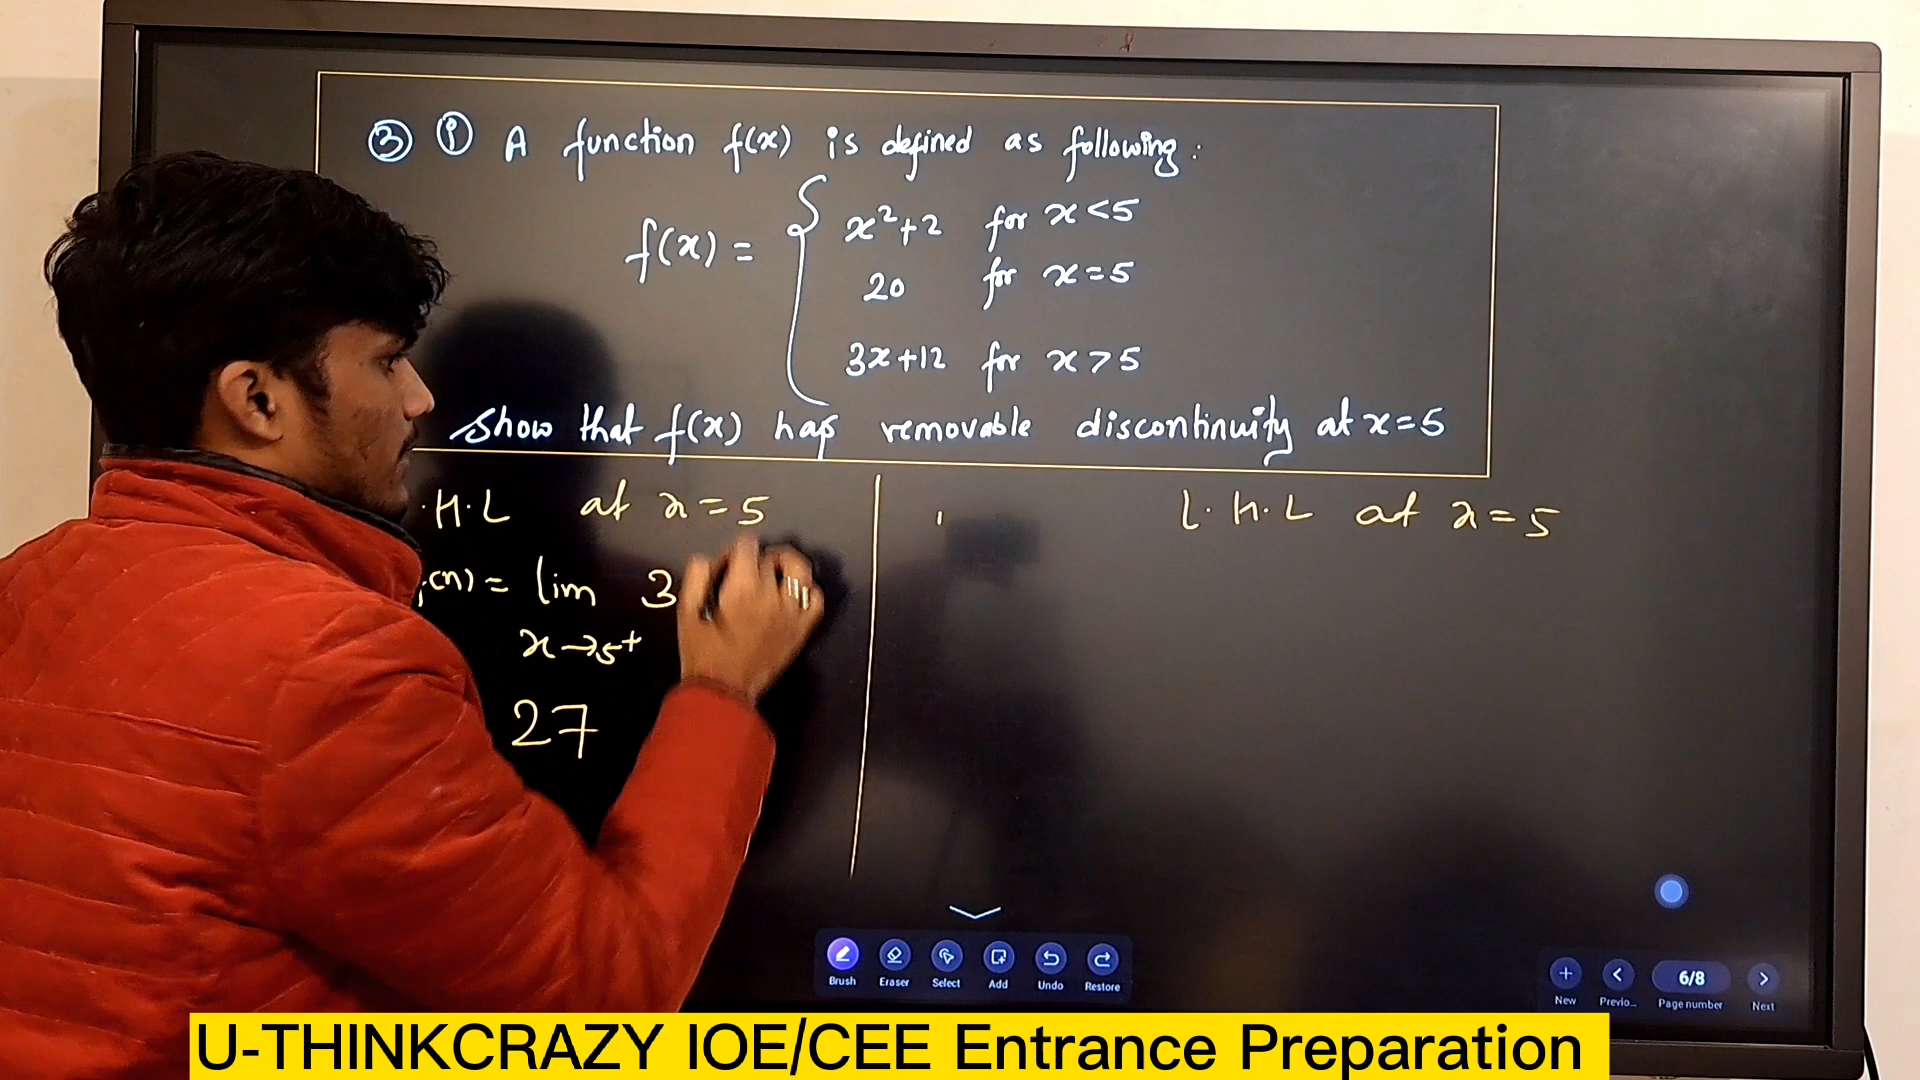 ③ ⓘ A function f(x) is defined as following:
f(x) = { x²+2 for x<5
20 for x=5
3x+12 for x>5
Show that f(x) has removable discontinuity at x=5
.H.L at x=5
(n) = lim 3
x→5⁺
27
L.H.L at x=5
Brush Eraser Select Add Undo Restore
New Previo... 6/8 Page number Next
U-THINKCRAZY IOE/CEE Entrance Preparation